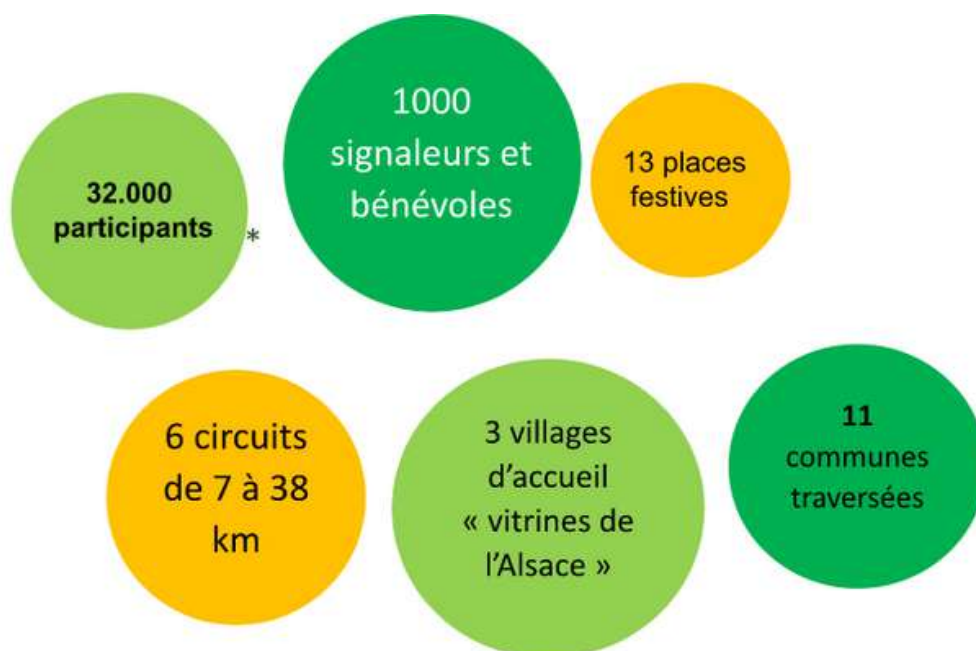 32.000
participants *
1000
signaleurs et
bénévoles
13 places
festives
6 circuits
de 7 à 38
km
3 villages
d’accueil
« vitrines de
l’Alsace »
11
communes
traversées